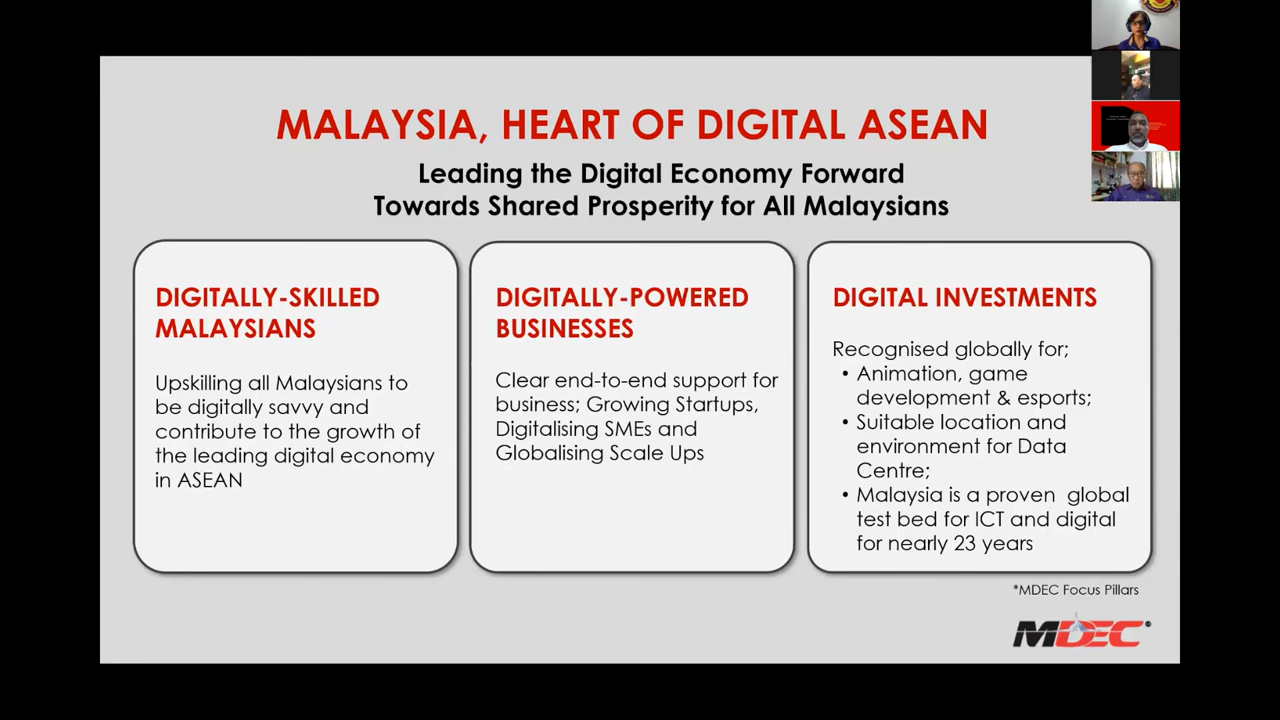 MALAYSIA, HEART OF DIGITAL ASEAN
Leading the Digital Economy Forward
Towards Shared Prosperity for All Malaysians
DIGITALLY-SKILLED
MALAYSIANS
Upskilling all Malaysians to
be digitally savvy and
contribute to the growth of
the leading digital economy
in ASEAN
DIGITALLY-POWERED
BUSINESSES
Clear end-to-end support for
business; Growing Startups,
Digitalising SMEs and
Globalising Scale Ups
DIGITAL INVESTMENTS
Recognised globally for;
• Animation, game
development & esports;
• Suitable location and
environment for Data
Centre;
• Malaysia is a proven global
test bed for ICT and digital
for nearly 23 years
*MDEC Focus Pillars
MDEC®